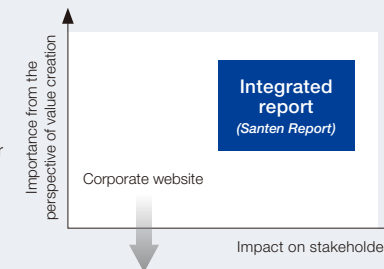 Importance from the
perspective of value creation
Integrated
report
(Santen Report)
Corporate website
Impact on stakeholde